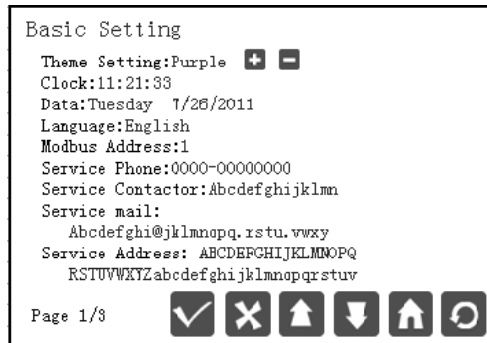 Basic Setting
Theme Setting:Purple
Clock:11:21:33
Data:Tuesday 7/26/2011
Language:English
Modbus Address:1
Service Phone:0000-00000000
Service Contactor:Abcdefghijklmn
Service mail:
Abcdefghi@jklmnopq.rstu.vwxy
Service Address: ABCDEFGHIJKLMNOPQ
RSTUVWXYZabcdefghijklmnopqrstuv
Page 1/3